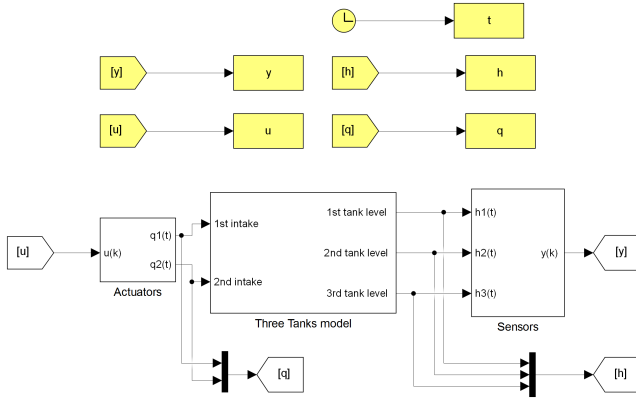 t
[y]
y
[h]
h
[u]
u
[q]
q
[u]
u(k)
q1(t)
q2(t)
Actuators
1st intake
2nd intake
1st tank level
2nd tank level
3rd tank level
Three Tanks model
h1(t)
h2(t)
h3(t)
y(k)
Sensors
[y]
[q]
[h]